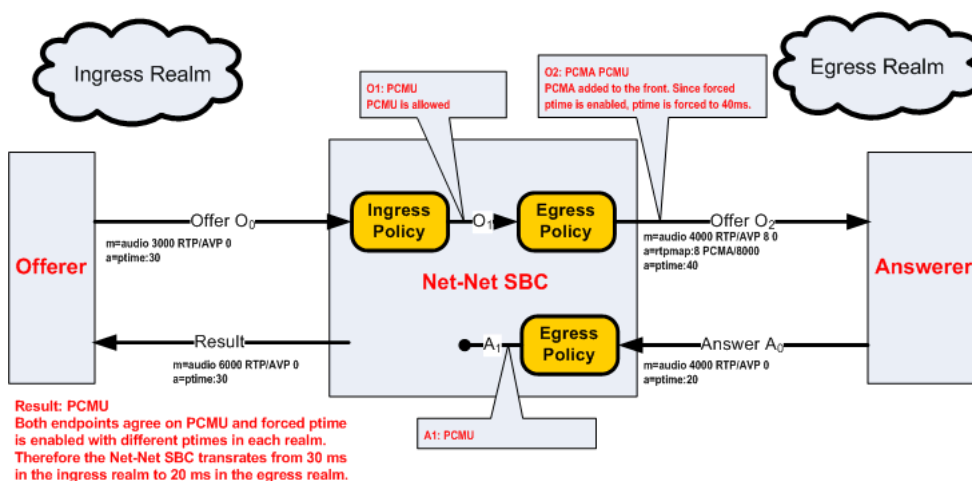 Ingress Realm
Egress Realm
O1: PCMU
PCMU is allowed
O2: PCMA PCMU
PCMA added to the front. Since forced
ptime is enabled, ptime is forced to 40ms.
Offerer
Offer O0
m=audio 3000 RTP/AVP 0
a=ptime:30
Ingress
Policy
O1
Egress
Policy
Offer O2
m=audio 4000 RTP/AVP 8 0
a=rtpmap:8 PCMA/8000
a=ptime:40
Answerer
Net-Net SBC
Result
m=audio 6000 RTP/AVP 0
a=ptime:30
A1
Egress
Policy
Answer A0
m=audio 4000 RTP/AVP 0
a=ptime:20
A1: PCMU
Result: PCMU
Both endpoints agree on PCMU and forced ptime
is enabled with different ptimes in each realm.
Therefore the Net-Net SBC transrates from 30 ms
in the ingress realm to 20 ms in the egress realm.